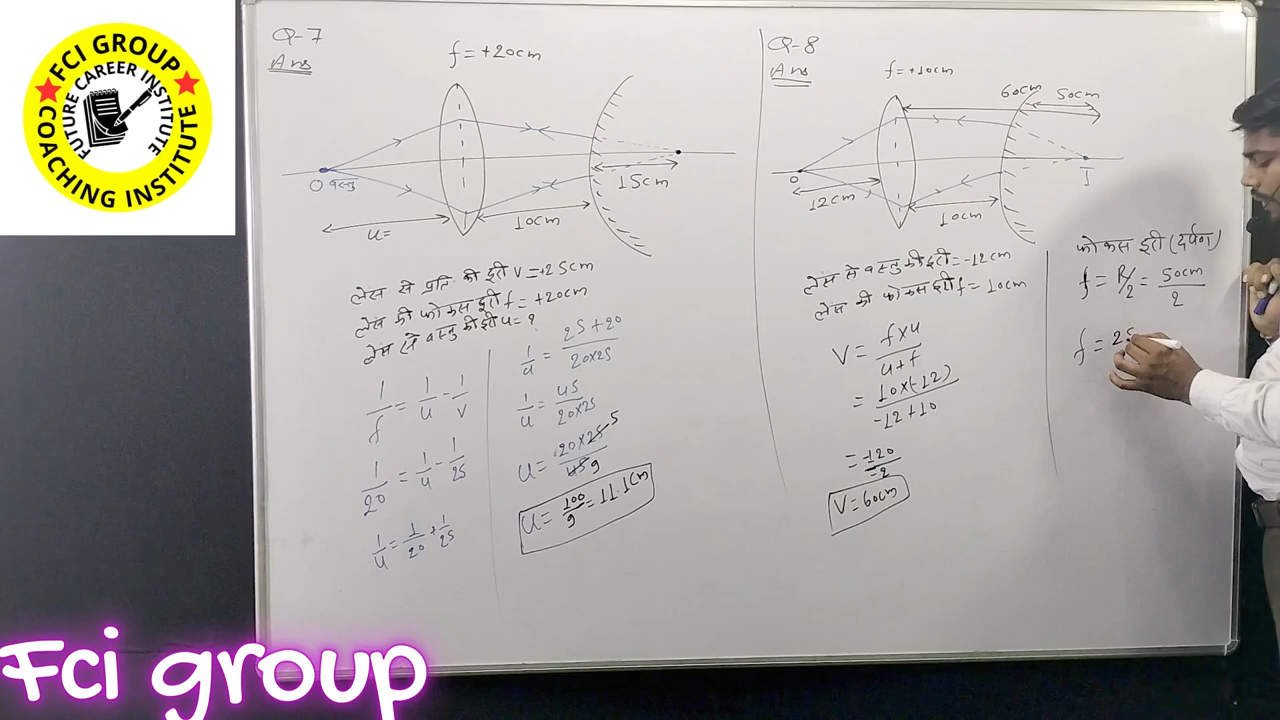 FCI GROUP
FUTURE CAREER INSTITUTE
COACHING INSTITUTE
Q-7
Ans
f = +20cm
O वस्तु
u=
10cm
15cm
लेंस से प्रति की दूरी V = +25cm
लेंस की फोकस दूरी f = +20cm
लेंस से वस्तु की दूरी u = ?
1/f = 1/u - 1/v
1/20 = 1/u - 1/25
1/u = 1/20 + 1/25
1/u = 25+20/20×25
1/u = 45/20×25
u = 20×25/45 5 9
u = 100/9 = 11.1cm
Q-8
Ans
f = +10cm
60cm
50cm
O
I
12cm
10cm
लेंस से वस्तु की दूरी = -12cm
लेंस की फोकस दूरी f = 10cm
V = f×u/u+f
= 10×(-12)/-12+10
= -120/-2
V = 60cm
फोकस दूरी (दर्पण)
f = R/2 = 50cm/2
f = 25
Fci group